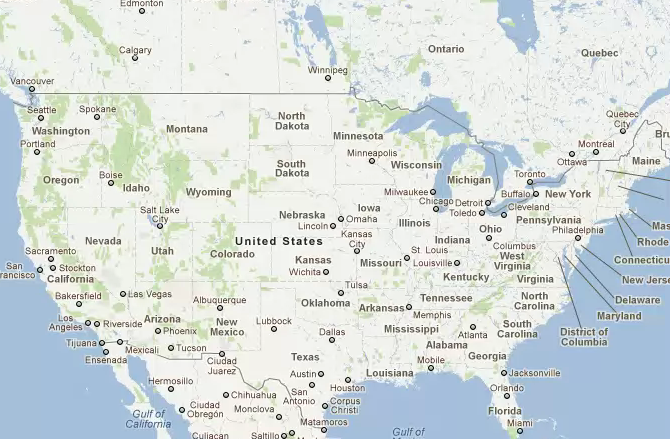 Edmonton
Calgary
Winnipeg
Ontario
Quebec
Vancouver
Seattle
Spokane
Washington
Portland
Montana
North
Dakota
Minnesota
Quebec
City
Montréal
Ottawa
Bru
Maine
Minneapolis
Wisconsin
South
Dakota
Oregon
Boise
Idaho
Wyoming
Michigan
Toronto
Milwaukee
Buffalo
New York
Chicago
Detroit
Toledo
Cleveland
Mas
Salt Lake
City
Nebraska
Iowa
Omaha
Lincoln
Illinois
Indiana
Ohio
Columbus
Pennsylvania
Philadelphia
Rhode
Nevada
Utah
Colorado
United States
Kansas
City
Kansas
Wichita
Missouri
St. Louis
Louisville
West
Virginia
Virginia
Kentucky
Connecticu
New Jerse
Delaware
Maryland
District of
Columbia
Sacramento
San
rancisco
Stockton
California
Bakersfield
Las Vegas
Los
Angeles
Riverside
Arizona
Phoenix
Albuquerque
New
Mexico
Tulsa
Oklahoma
Arkansas
Tennessee
Memphis
North
Carolina
South
Carolina
Atlanta
Mississippi
Alabama
Georgia
Lubbock
Dallas
Tijuana
Mexicali
Ensenada
Tucson
Ciudad
Juarez
Texas
Louisiana
Mobile
Jacksonville
Austin
San
Antonio
Houston
Corpus
Christi
Orlando
Florida
Miami
Hermosillo
Chihuahua
Ciudad
Obregón
Monclova
Matamoros
Gulf of
California
Culiacan
Saltillo
Gulf of